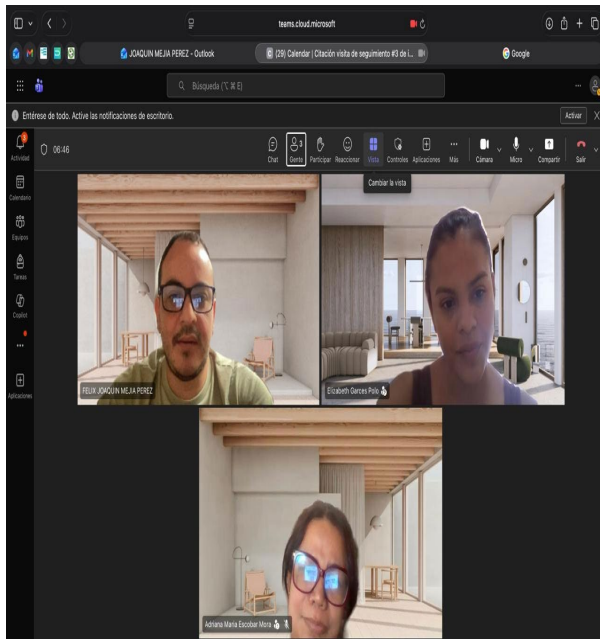 teams.cloud.microsoft
JOAQUIN MEJIA PEREZ - Outlook
(29) Calendar | Citación visita de seguimiento #3 de i...
Google
Búsqueda (⌥ ⌘ E)
Entérese de todo. Active las notificaciones de escritorio.
Activar
Actividad
06:46
Chat
3
Gente
Participar
Reaccionar
Vista
Controles
Aplicaciones
Más
Cámara
Micro
Compartir
Salir
Cambiar la vista
Calendario
Equipos
Tareas
Copilot
Aplicaciones
FELIX JOAQUIN MEJIA PEREZ
Elizabeth Garces Polo
Adriana Maria Escobar Mora